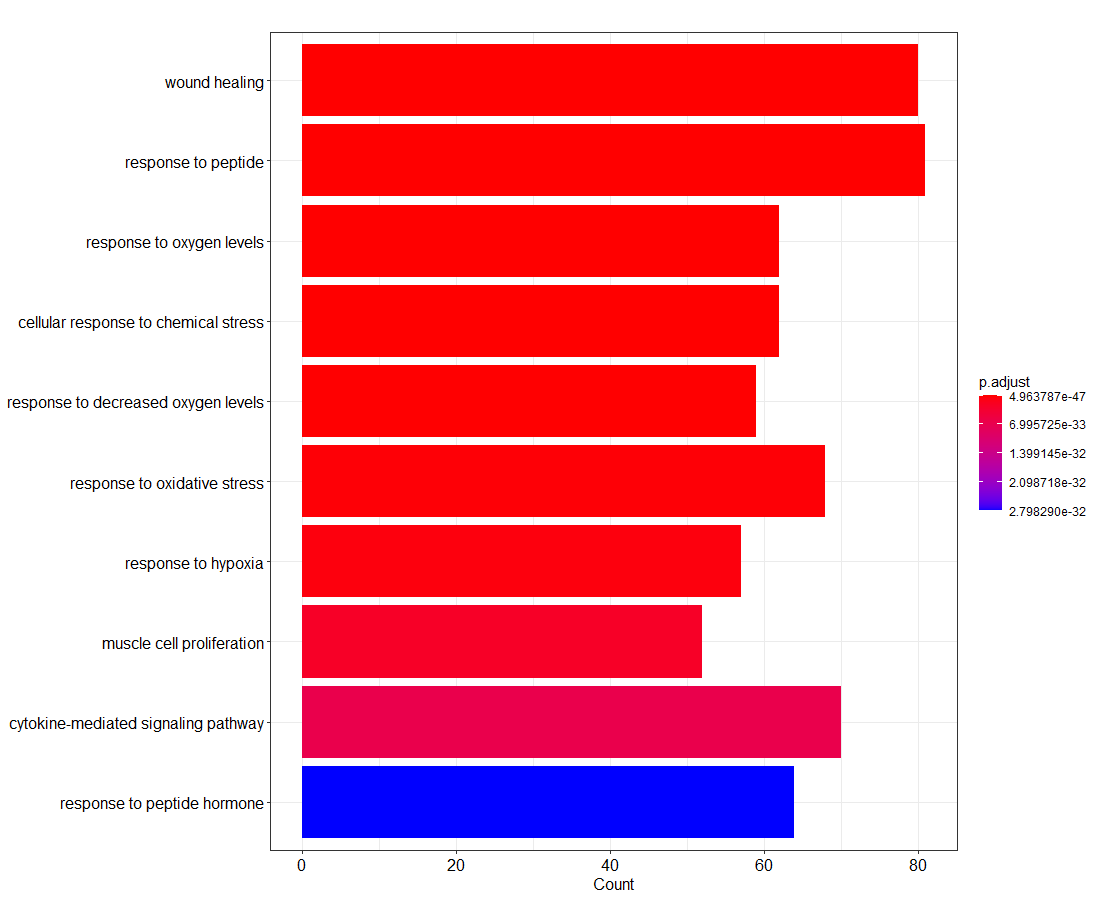 wound healing
response to peptide
response to oxygen levels
cellular response to chemical stress
response to decreased oxygen levels
response to oxidative stress
response to hypoxia
muscle cell proliferation
cytokine-mediated signaling pathway
response to peptide hormone
0 20 40 60 80
Count
p.adjust
4.963787e-47
6.995725e-33
1.399145e-32
2.098718e-32
2.798290e-32